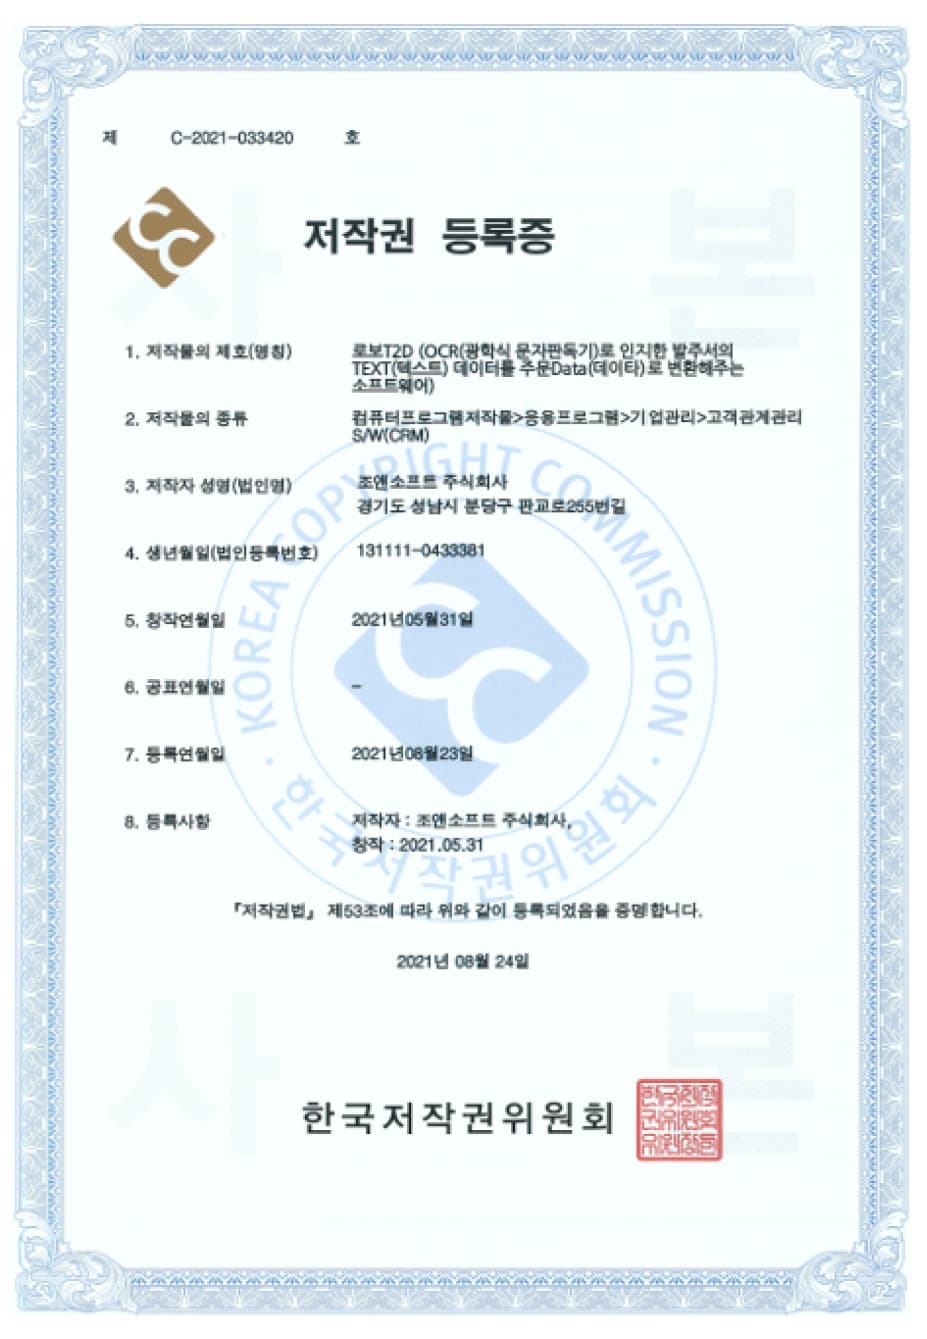 제 C-2021-033420 호
저작권 등록증
1. 저작물의 제호(명칭) 로보T2D (OCR(광학식 문자판독기)로 인지한 발주서의
TEXT(텍스트) 데이터를 주문Data(데이타)로 변환해주는
소프트웨어)
2. 저작물의 종류 컴퓨터프로그램저작물>응용프로그램>기업관리>고객관계관리
S/W(CRM)
3. 저작자 성명(법인명) 조앤소프트 주식회사
경기도 성남시 분당구 판교로255번길
4. 생년월일(법인등록번호) 131111-0433381
5. 창작연월일 2021년05월31일
6. 공표연월일 -
7. 등록연월일 2021년08월23일
8. 등록사항 저작자 : 조앤소프트 주식회사,
창작 : 2021.05.31
『저작권법』 제53조에 따라 위와 같이 등록되었음을 증명합니다.
2021년 08월 24일
한국저작권위원회
KOREA COPYRIGHT COMMISSION
한국저작권위원회
사 본
사 본